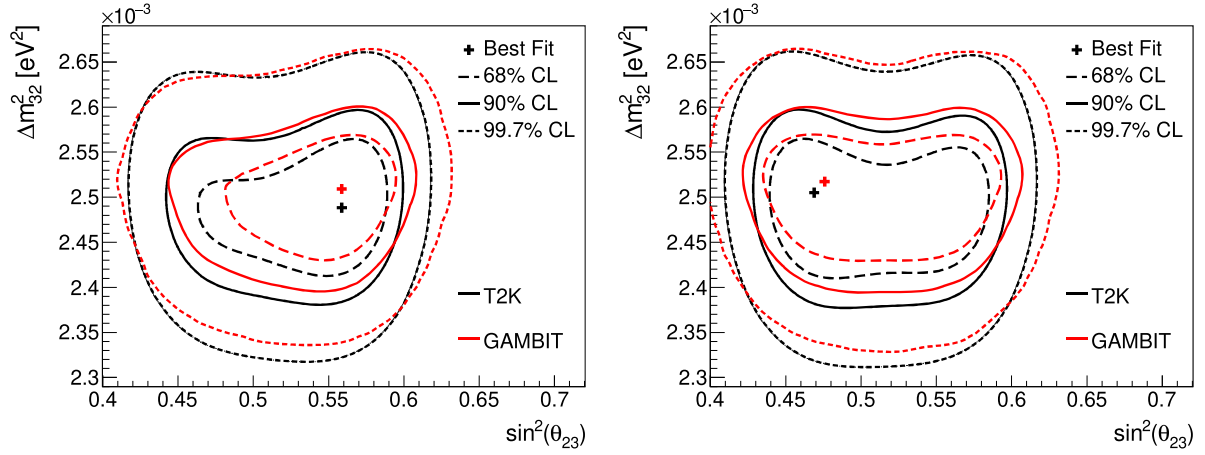 ×10⁻³
Δm²₃₂ [eV²]
2.65
2.6
2.55
2.5
2.45
2.4
2.35
2.3
0.4 0.45 0.5 0.55 0.6 0.65 0.7
sin²(θ₂₃)
Best Fit
68% CL
90% CL
99.7% CL
T2K
GAMBIT
×10⁻³
Δm²₃₂ [eV²]
2.65
2.6
2.55
2.5
2.45
2.4
2.35
2.3
0.4 0.45 0.5 0.55 0.6 0.65 0.7
sin²(θ₂₃)
Best Fit
68% CL
90% CL
99.7% CL
T2K
GAMBIT